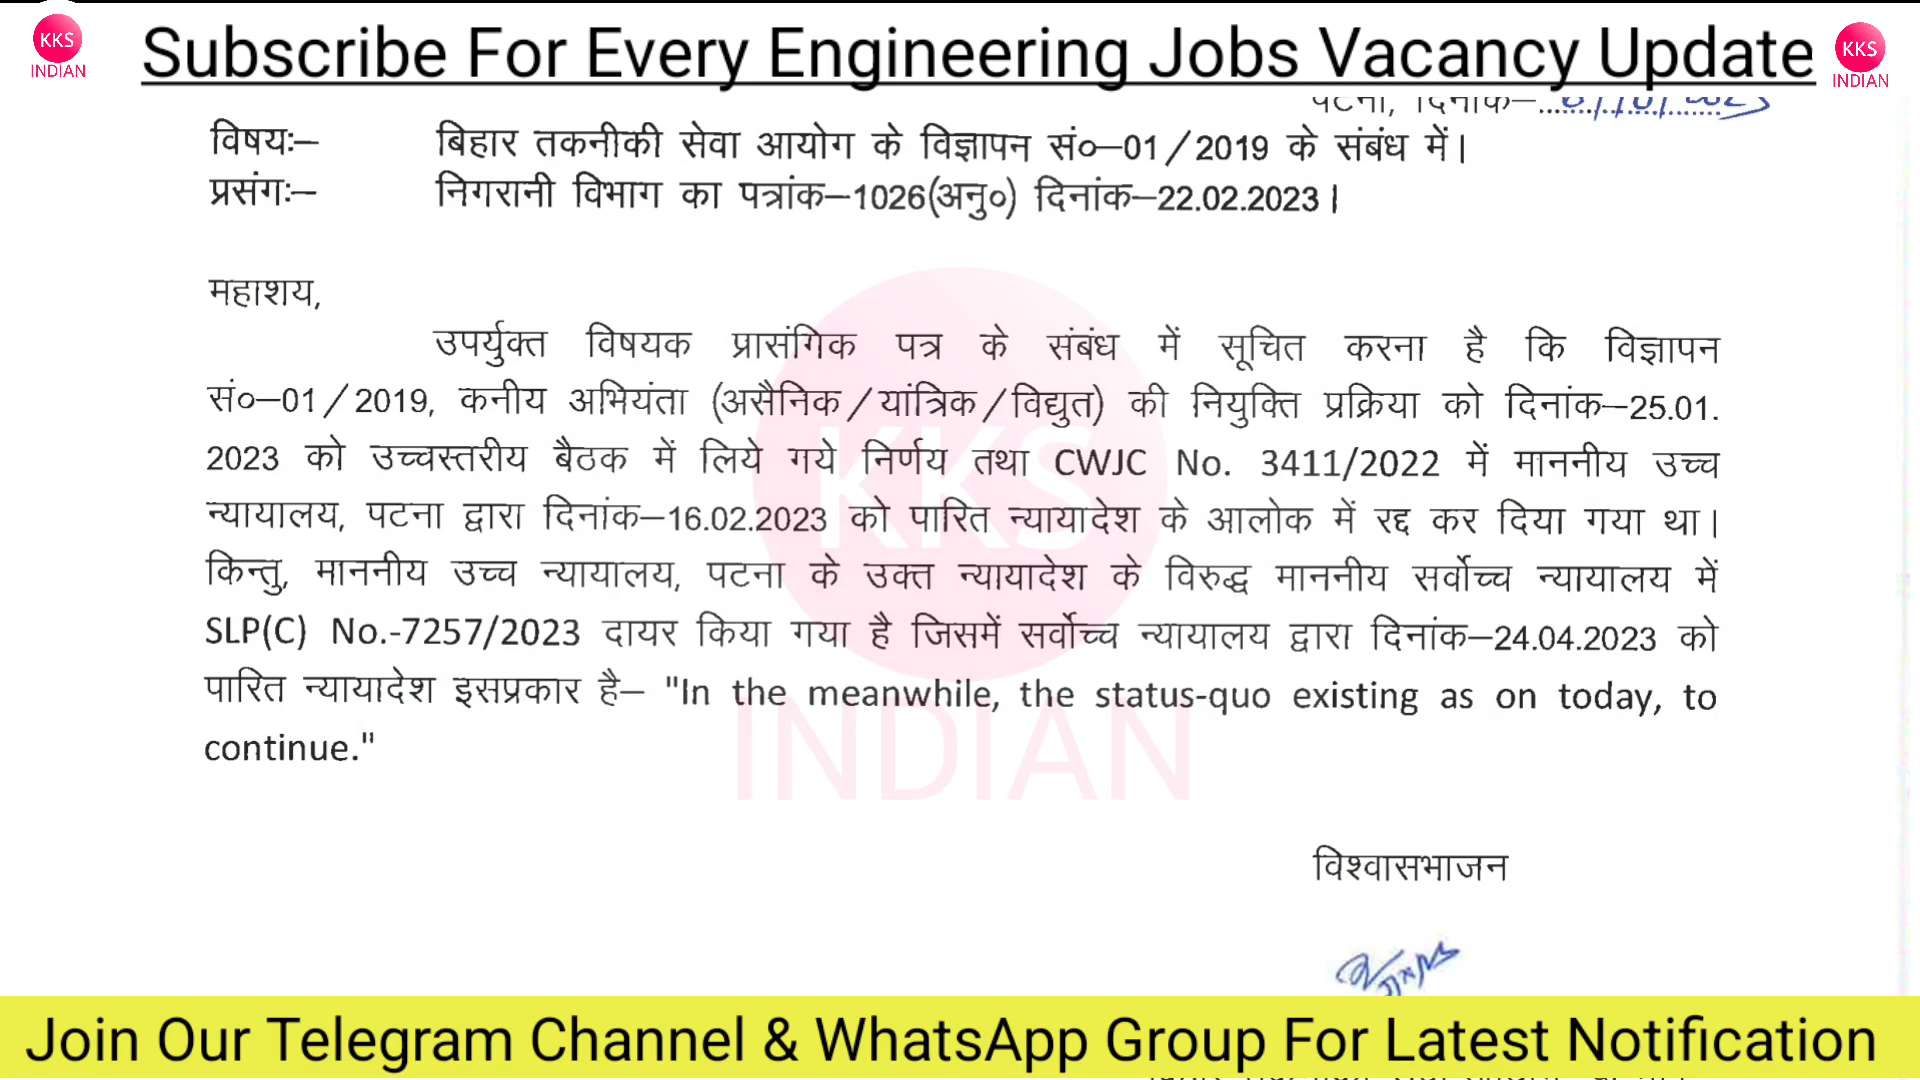 KKS
INDIAN
Subscribe For Every Engineering Jobs Vacancy Update
KKS
INDIAN
पटना, दिनांक–
विषयः– बिहार तकनीकी सेवा आयोग के विज्ञापन सं०–01/2019 के संबंध में।
प्रसंगः– निगरानी विभाग का पत्रांक–1026(अनु०) दिनांक–22.02.2023।
महाशय,
उपर्युक्त विषयक प्रासंगिक पत्र के संबंध में सूचित करना है कि विज्ञापन
सं०–01/2019, कनीय अभियंता (असैनिक/यांत्रिक/विद्युत) की नियुक्ति प्रक्रिया को दिनांक–25.01.
2023 को उच्चस्तरीय बैठक में लिये गये निर्णय तथा CWJC No. 3411/2022 में माननीय उच्च
न्यायालय, पटना द्वारा दिनांक–16.02.2023 को पारित न्यायादेश के आलोक में रद्द कर दिया गया था।
किन्तु, माननीय उच्च न्यायालय, पटना के उक्त न्यायादेश के विरुद्ध माननीय सर्वोच्च न्यायालय में
SLP(C) No.-7257/2023 दायर किया गया है जिसमें सर्वोच्च न्यायालय द्वारा दिनांक–24.04.2023 को
पारित न्यायादेश इसप्रकार है– "In the meanwhile, the status-quo existing as on today, to
continue."
KKS
INDIAN
विश्वासभाजन
Join Our Telegram Channel & WhatsApp Group For Latest Notification